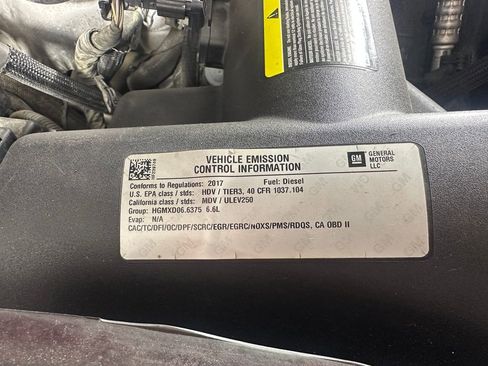 VEHICLE EMISSION
CONTROL INFORMATION
GM
GENERAL
MOTORS
LLC
Conforms to Regulations: 2017 Fuel: Diesel
U.S. EPA class / stds: HDV / TIER3, 40 CFR 1037.104
California class / stds: MDV / ULEV250
Group: HGMXD06.6375 6.6L
Evap: N/A
CAC/TC/DFI/OC/DPF/SCRC/EGR/EGRC/NOXS/PMS/RDQS, CA OBD II